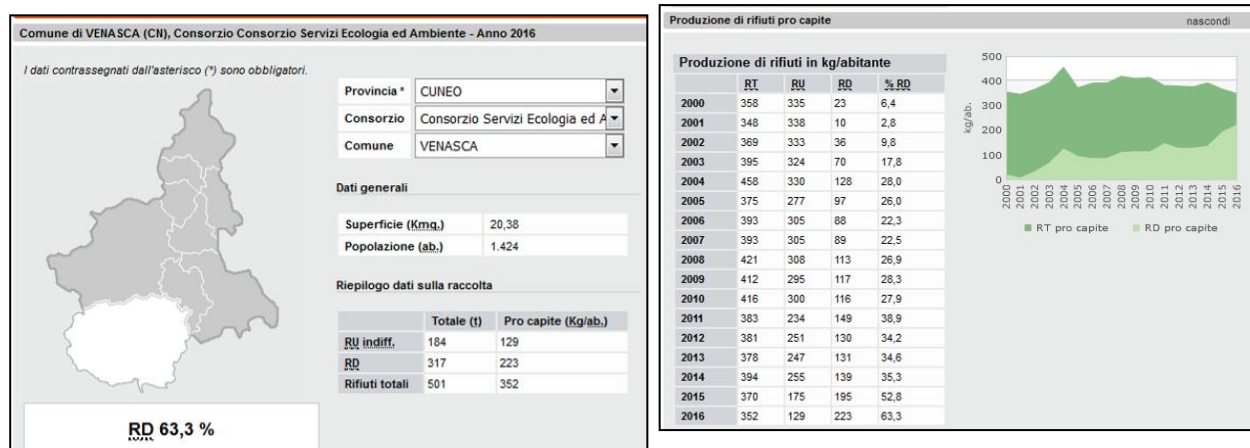 Comune di VENASCA (CN), Consorzio Consorzio Servizi Ecologia ed Ambiente - Anno 2016
I dati contrassegnati dall'asterisco (*) sono obbligatori.
Provincia * CUNEO
Consorzio Consorzio Servizi Ecologia ed A
Comune VENASCA
Dati generali
Superficie (Kmq.) 20,38
Popolazione (ab.) 1.424
Riepilogo dati sulla raccolta
Totale (t) Pro capite (Kg/ab.)
RU indiff. 184 129
RD 317 223
Rifiuti totali 501 352
RD 63,3 %
Produzione di rifiuti pro capite nascondi
Produzione di rifiuti in kg/abitante
RT RU RD % RD
2000 358 335 23 6,4
2001 348 338 10 2,8
2002 369 333 36 9,8
2003 395 324 70 17,8
2004 458 330 128 28,0
2005 375 277 97 26,0
2006 393 305 88 22,3
2007 393 305 89 22,5
2008 421 308 113 26,9
2009 412 295 117 28,3
2010 416 300 116 27,9
2011 383 234 149 38,9
2012 381 251 130 34,2
2013 378 247 131 34,6
2014 394 255 139 35,3
2015 370 175 195 52,8
2016 352 129 223 63,3
500
400
300
200
100
0
kg/ab.
2000 2001 2002 2003 2004 2005 2006 2007 2008 2009 2010 2011 2012 2013 2014 2015 2016
RT pro capite RD pro capite